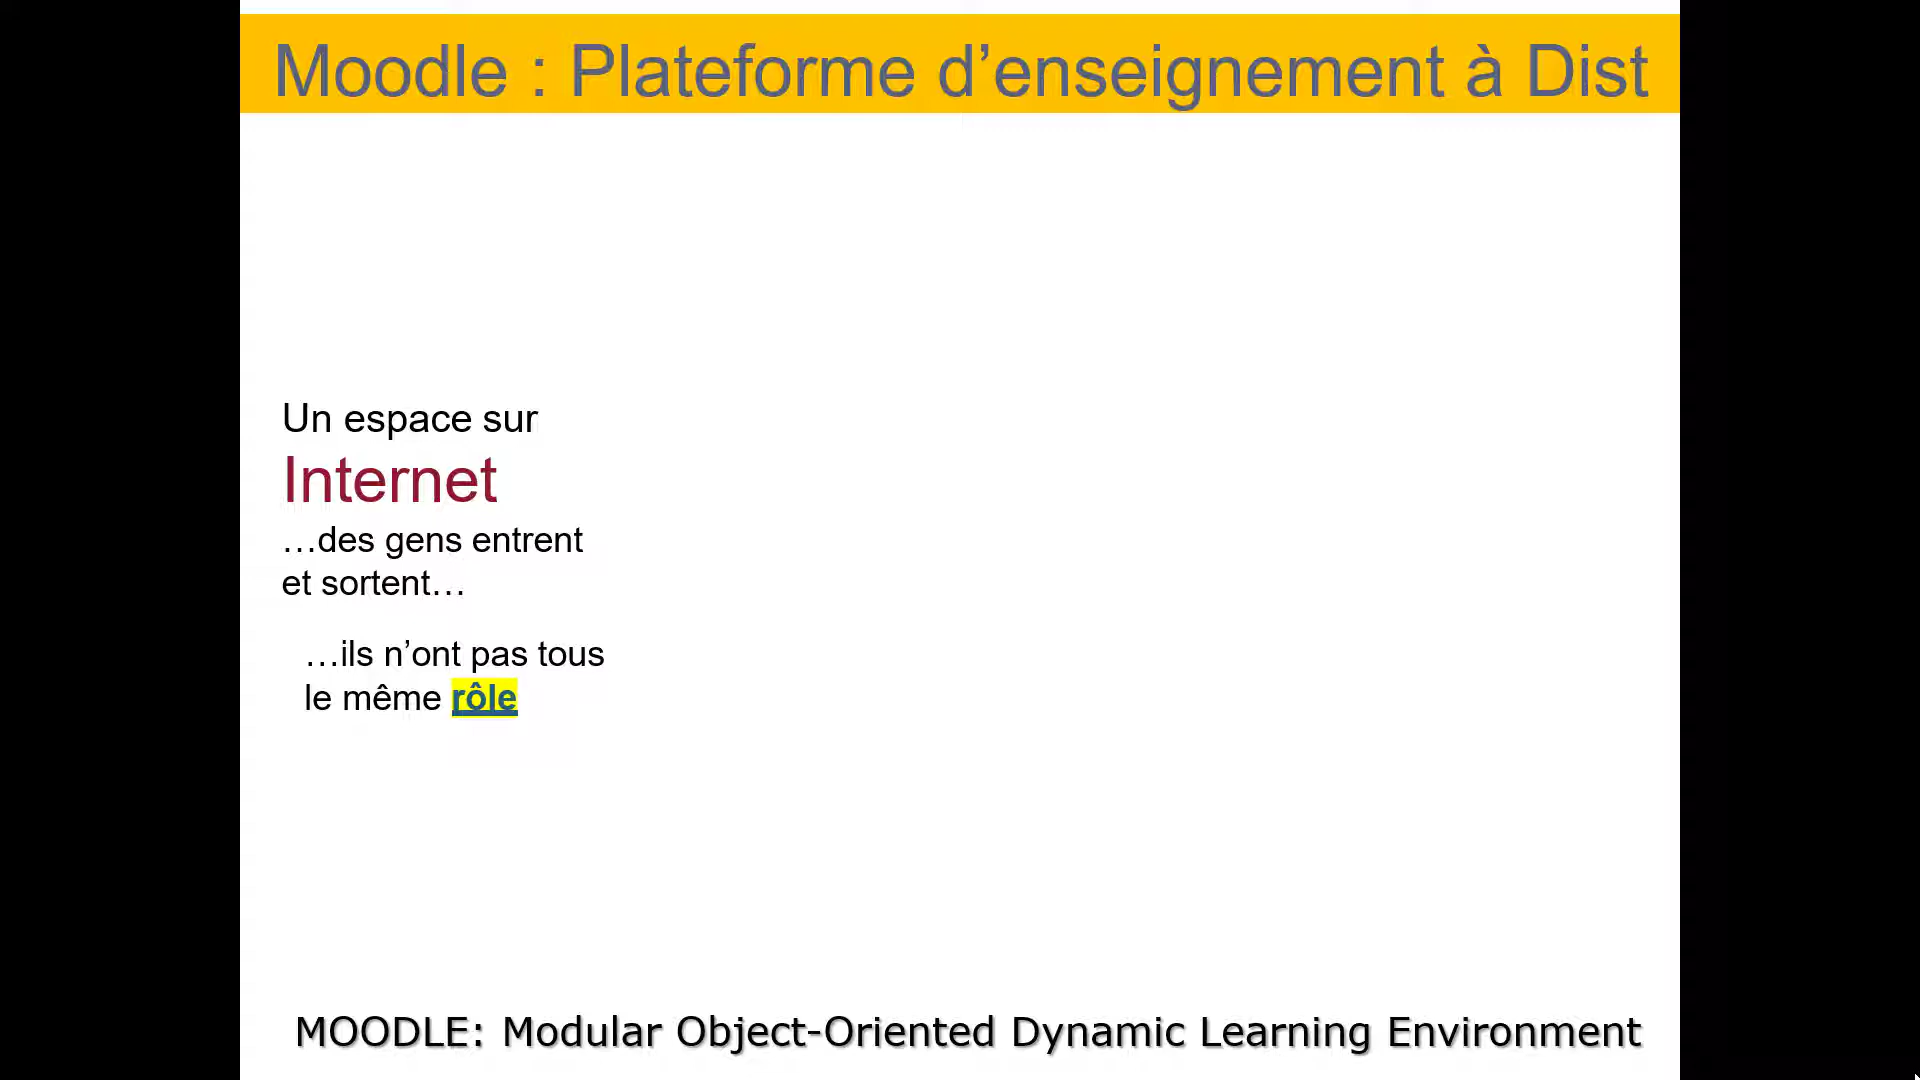 Moodle : Plateforme d’enseignement à Dist
Un espace sur
Internet
…des gens entrent
et sortent…
…ils n’ont pas tous
le même rôle
MOODLE: Modular Object-Oriented Dynamic Learning Environment